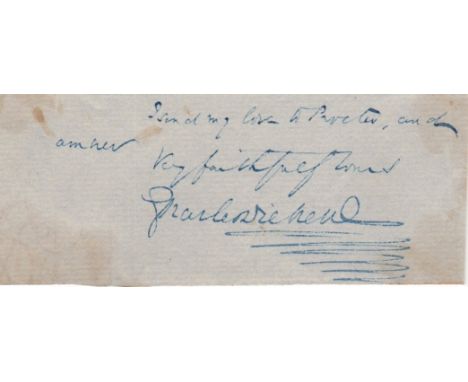 I send my love to Procter, and
am ever
Very faithfully Yours
Charles Dickens